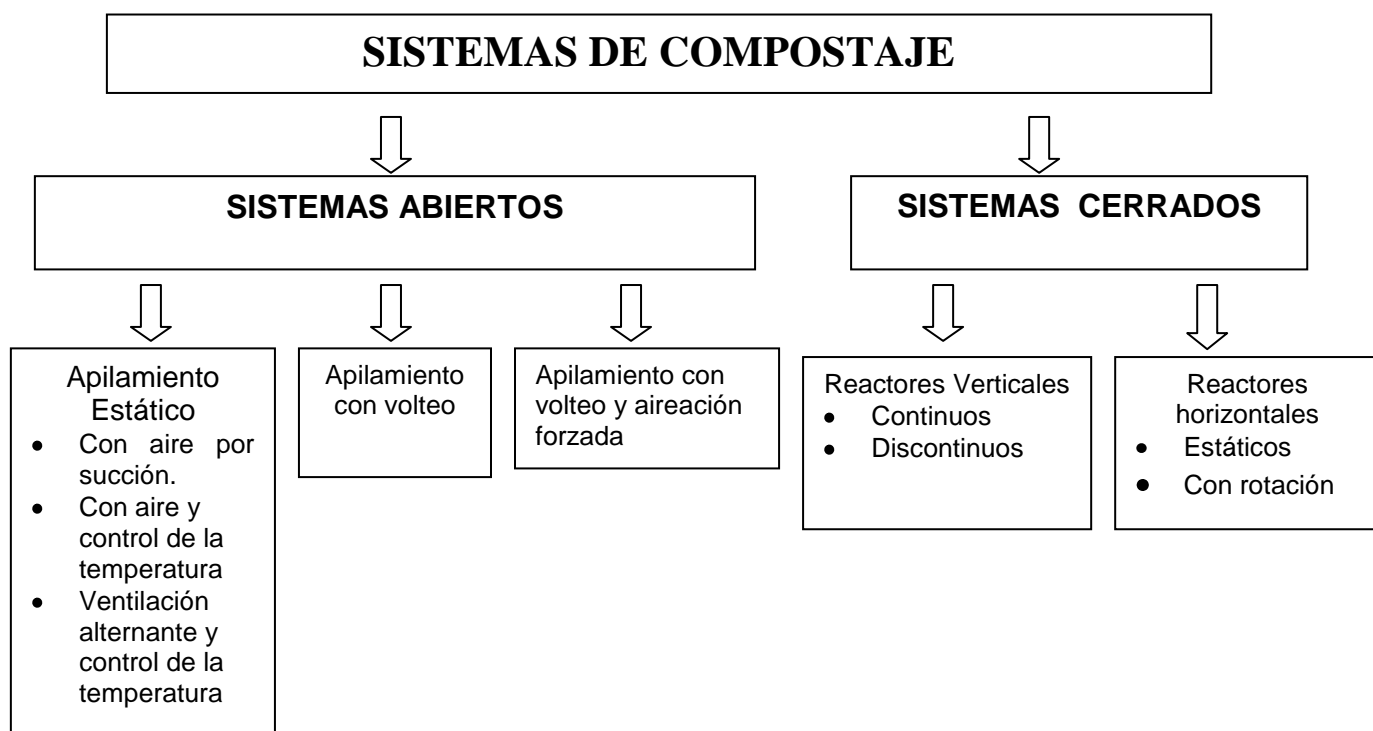 SISTEMAS DE COMPOSTAJE
SISTEMAS ABIERTOS
SISTEMAS CERRADOS
Apilamiento
Estático
• Con aire por
succión.
• Con aire y
control de la
temperatura
• Ventilación
alternante y
control de la
temperatura
Apilamiento
con volteo
Apilamiento con
volteo y aireación
forzada
Reactores Verticales
• Continuos
• Discontinuos
Reactores
horizontales
• Estáticos
• Con rotación